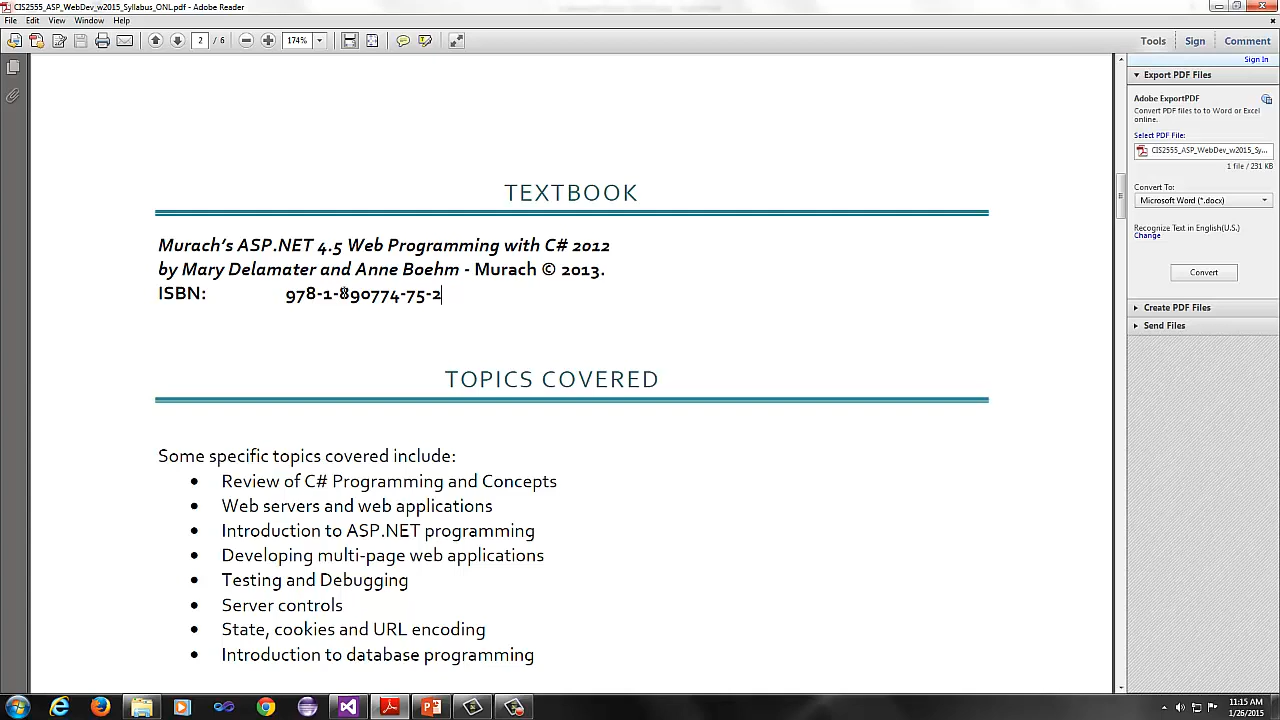 CIS2555_ASP_WebDev_w2015_Syllabus_ONL.pdf - Adobe Reader
File Edit View Window Help
2 / 6 174% Tools Sign Comment
Sign In
Export PDF Files
Adobe ExportPDF
Convert PDF files to to Word or Excel
online.
Select PDF File:
CIS2555_ASP_WebDev_w2015_Sy...
1 file / 231 KB
Convert To:
Microsoft Word (*.docx)
Recognize Text in English(U.S.)
Change
Convert
Create PDF Files
Send Files
TEXTBOOK
Murach's ASP.NET 4.5 Web Programming with C# 2012
by Mary Delamater and Anne Boehm - Murach © 2013.
ISBN: 978-1-890774-75-2
TOPICS COVERED
Some specific topics covered include:
• Review of C# Programming and Concepts
• Web servers and web applications
• Introduction to ASP.NET programming
• Developing multi-page web applications
• Testing and Debugging
• Server controls
• State, cookies and URL encoding
• Introduction to database programming
11:15 AM
1/26/2015